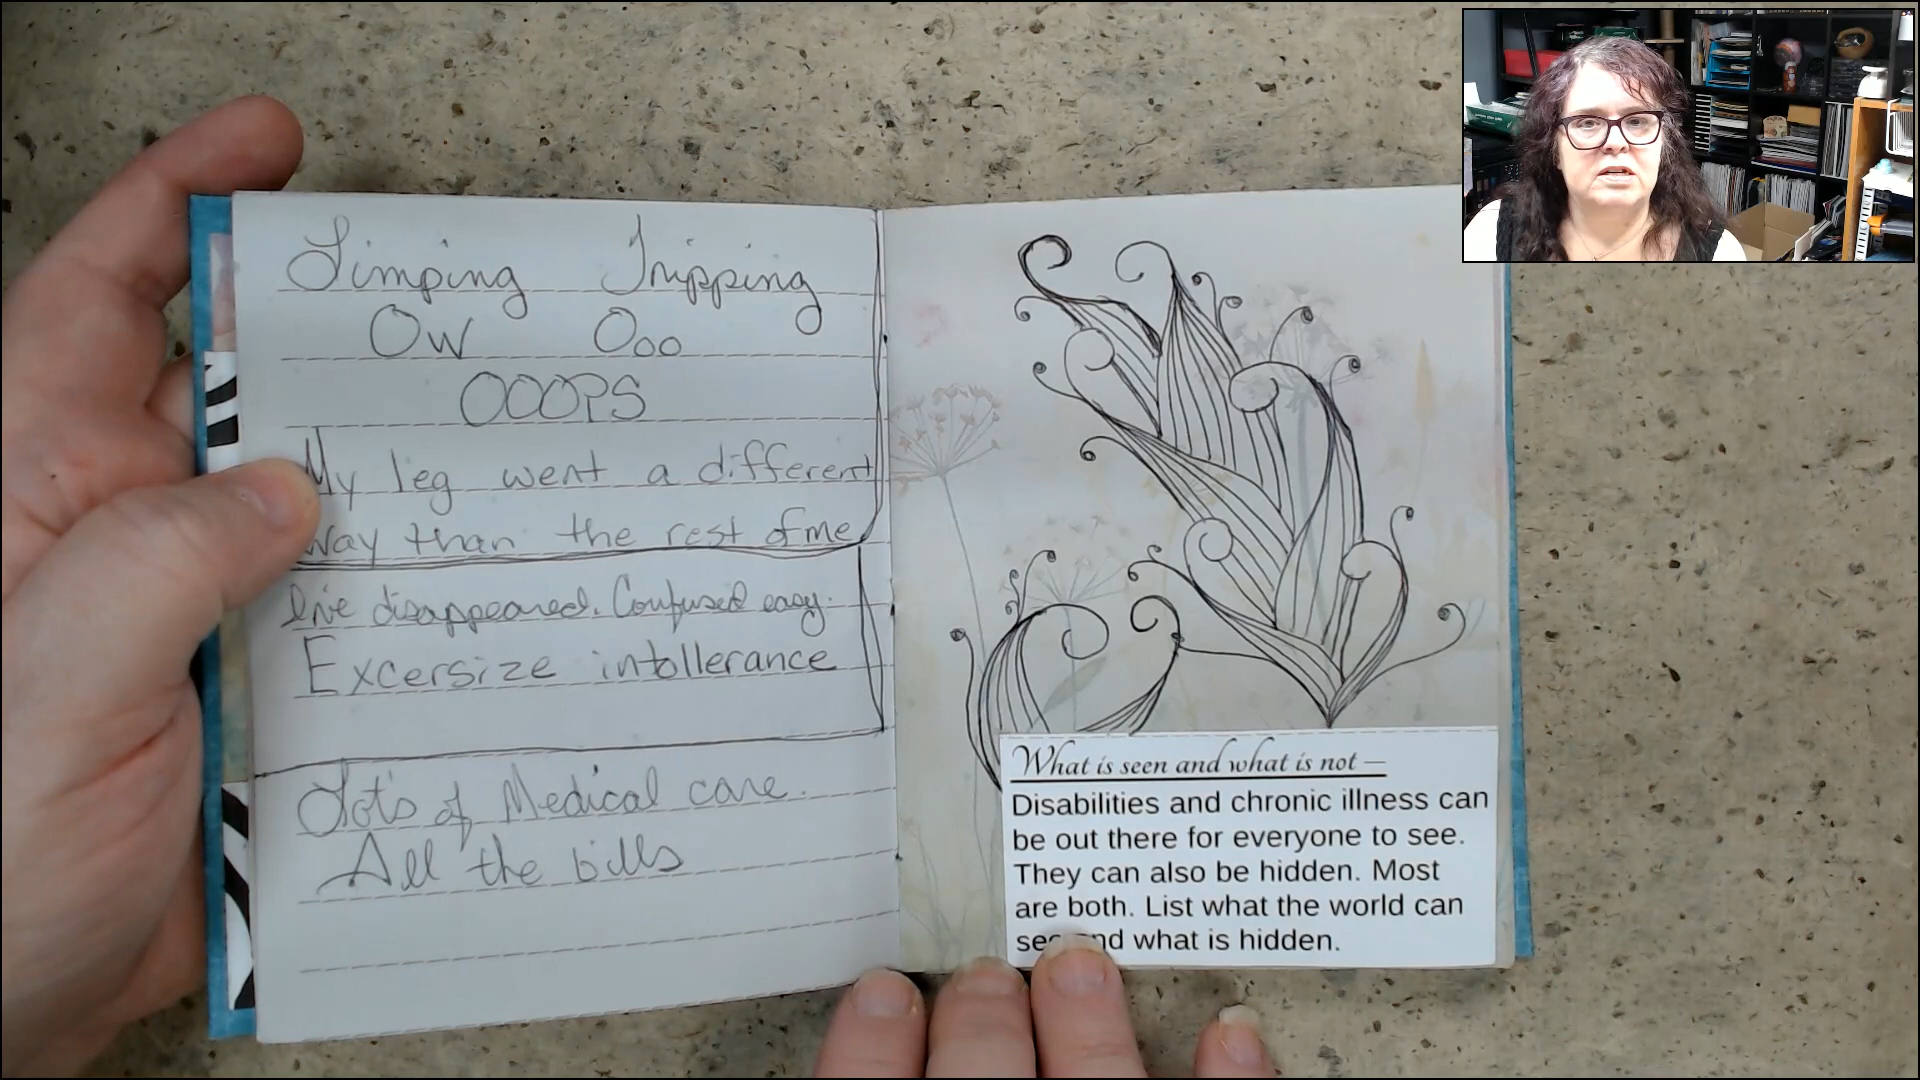 Limping Tripping
Ow Ooo
OOOPS
My leg went a different
way than the rest of me
I've disappeared. Confused easy.
Excersize intollerance
Lots of Medical care.
All the bills
What is seen and what is not —
Disabilities and chronic illness can
be out there for everyone to see.
They can also be hidden. Most
are both. List what the world can
see and what is hidden.